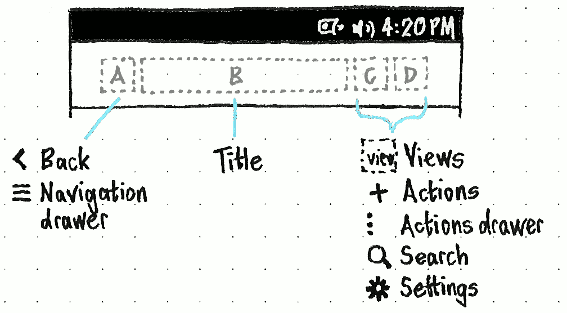 4:20PM
A B C D
< Back
Navigation
drawer
Title
view Views
+ Actions
Actions drawer
Search
Settings